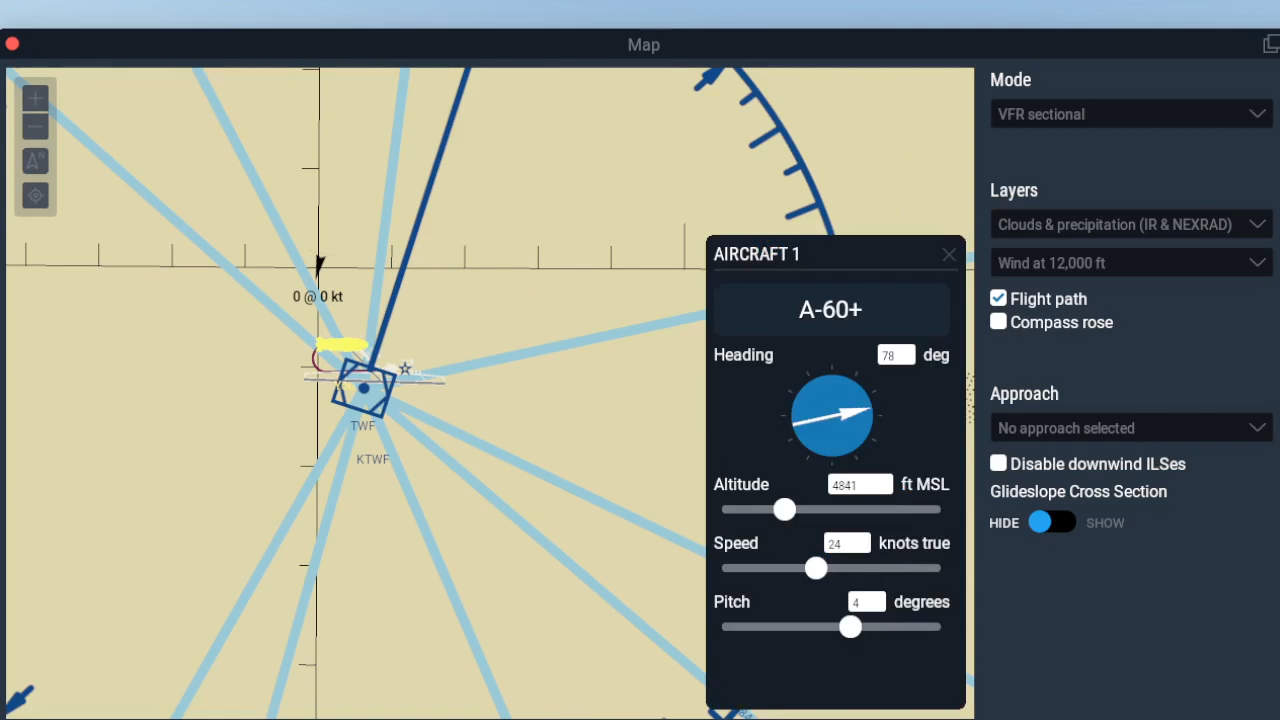 Map
Mode
VFR sectional
Layers
Clouds & precipitation (IR & NEXRAD)
Wind at 12,000 ft
Flight path
Compass rose
Approach
No approach selected
Disable downwind ILSes
Glideslope Cross Section
HIDE SHOW
0 @ 0 kt
TWF
KTWF
AIRCRAFT 1
A-60+
Heading 78 deg
Altitude 4841 ft MSL
Speed 24 knots true
Pitch 4 degrees